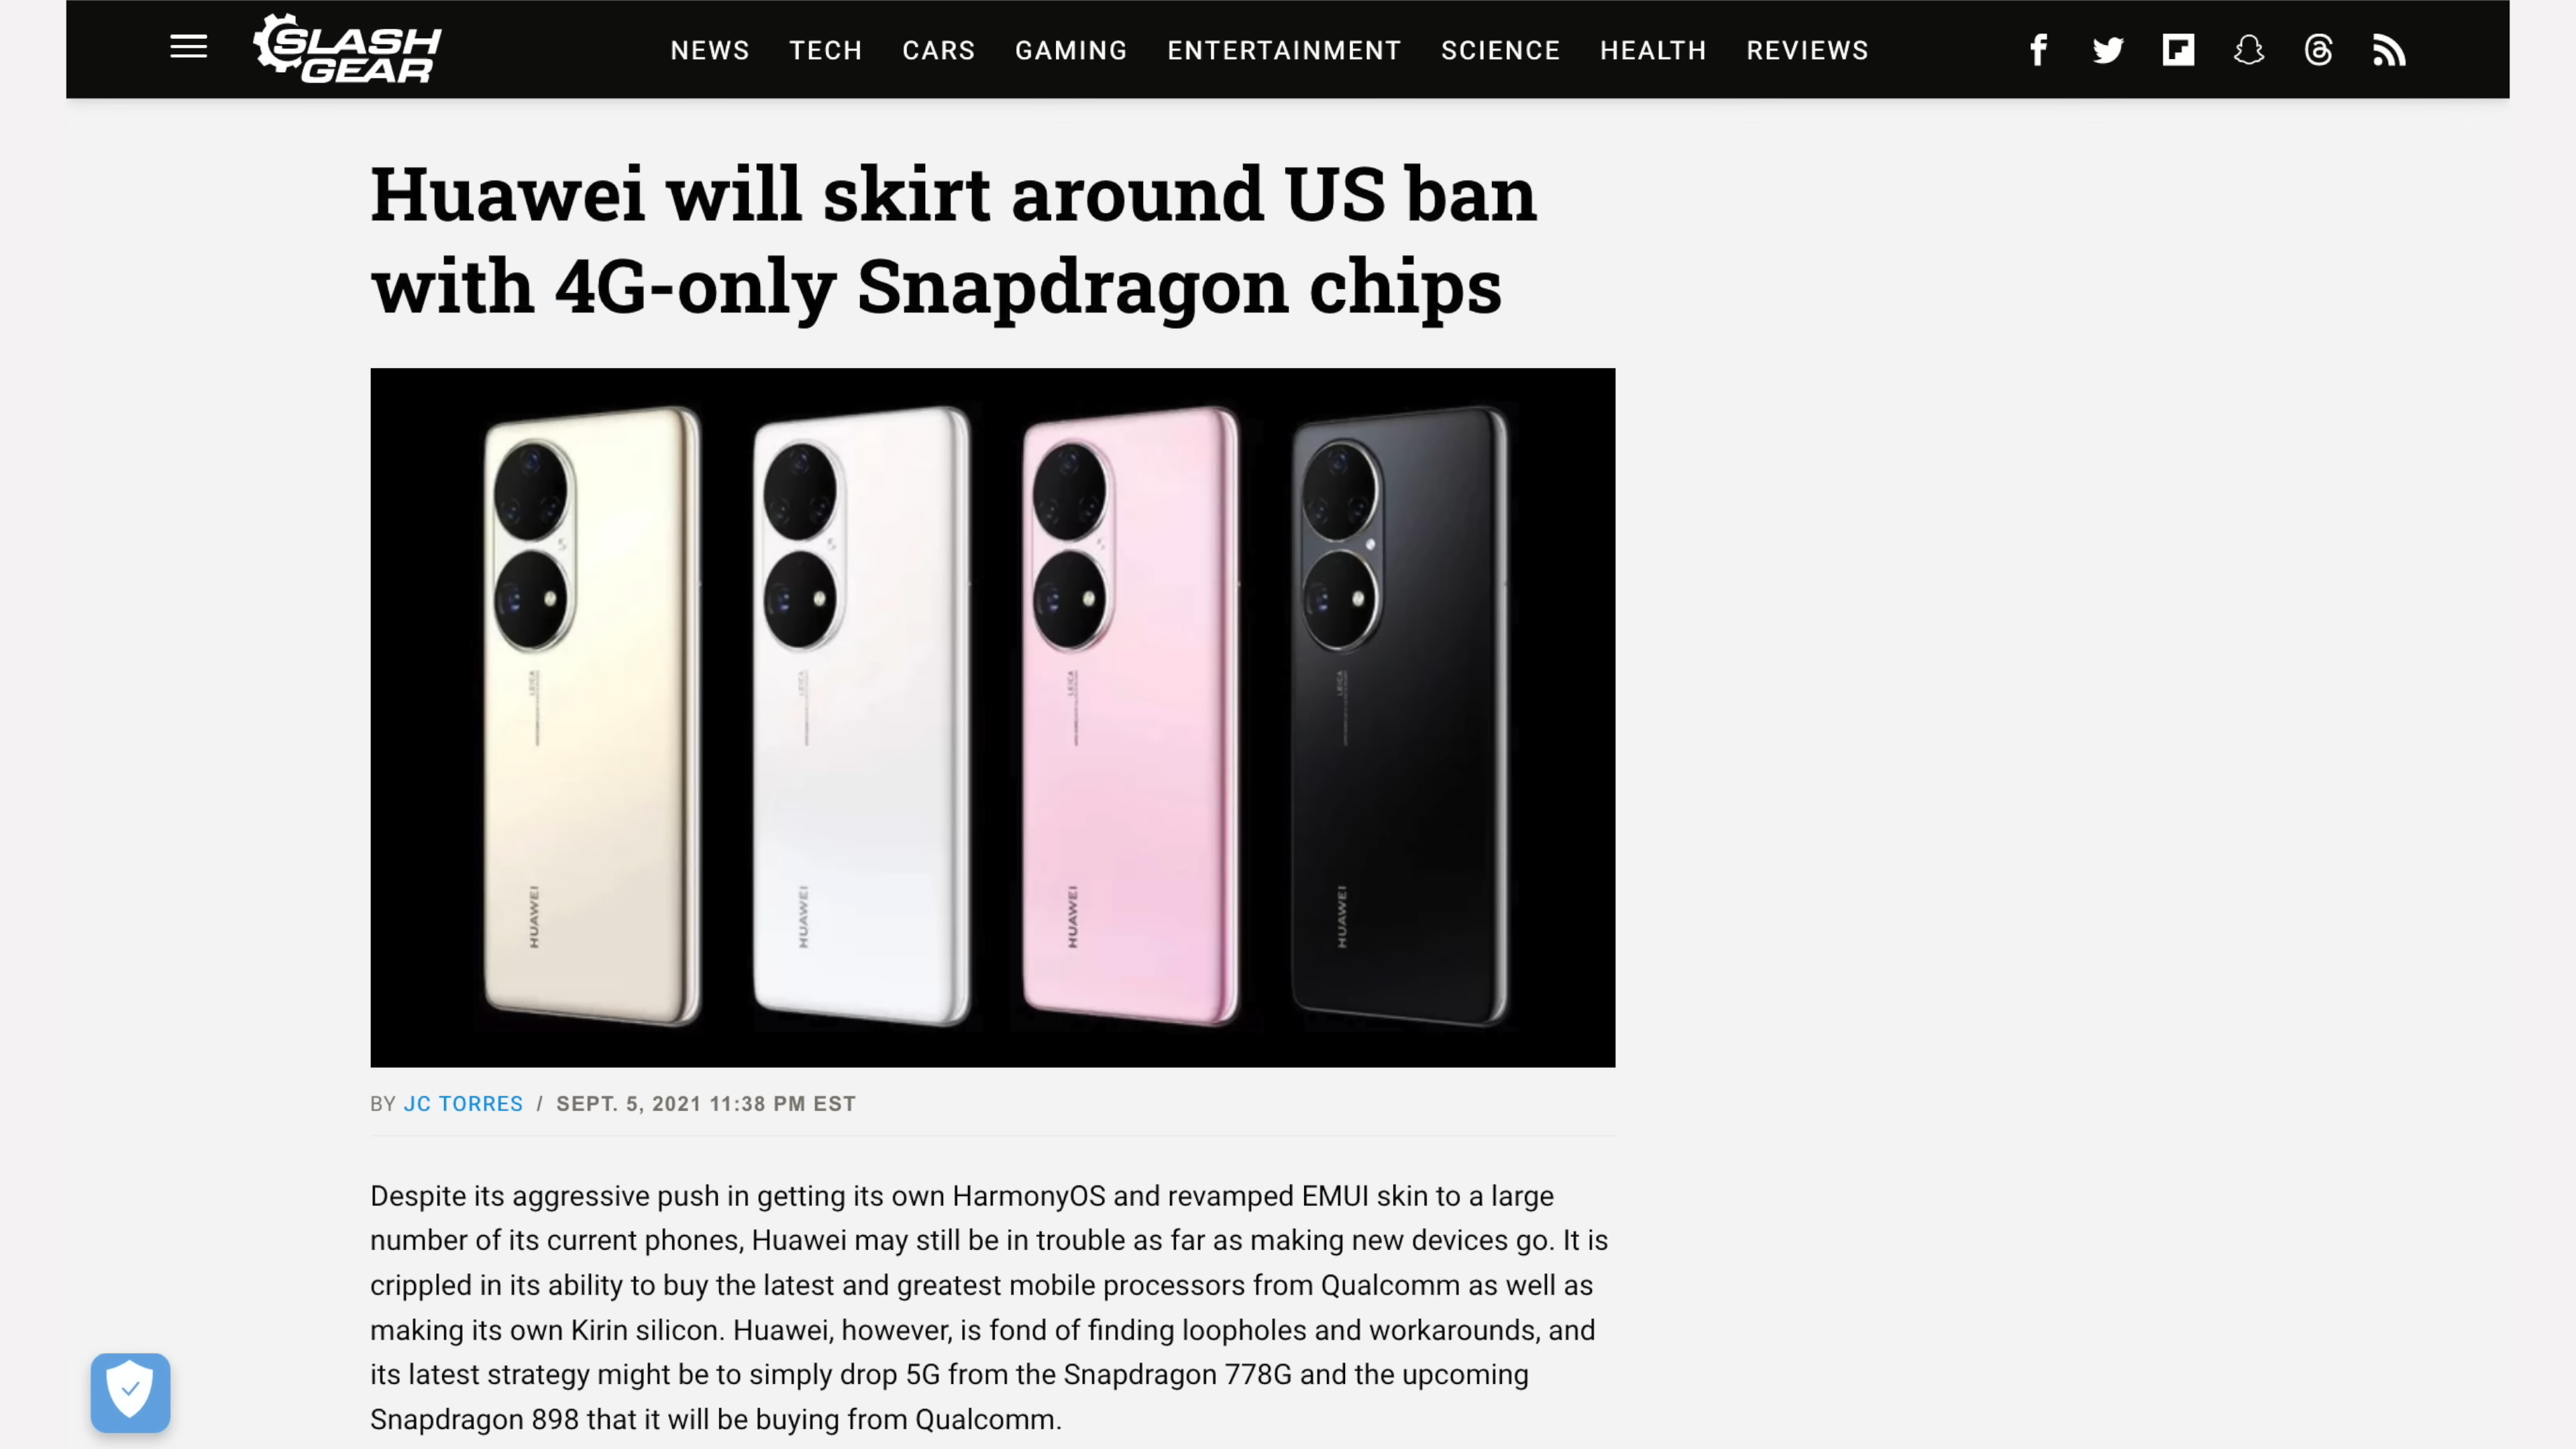 SLASH
GEAR
NEWS TECH CARS GAMING ENTERTAINMENT SCIENCE HEALTH REVIEWS
Huawei will skirt around US ban
with 4G-only Snapdragon chips
LEICA
HUAWEI
LEICA
HUAWEI
LEICA
HUAWEI
LEICA
HUAWEI
BY JC TORRES / SEPT. 5, 2021 11:38 PM EST
Despite its aggressive push in getting its own HarmonyOS and revamped EMUI skin to a large
number of its current phones, Huawei may still be in trouble as far as making new devices go. It is
crippled in its ability to buy the latest and greatest mobile processors from Qualcomm as well as
making its own Kirin silicon. Huawei, however, is fond of finding loopholes and workarounds, and
its latest strategy might be to simply drop 5G from the Snapdragon 778G and the upcoming
Snapdragon 898 that it will be buying from Qualcomm.